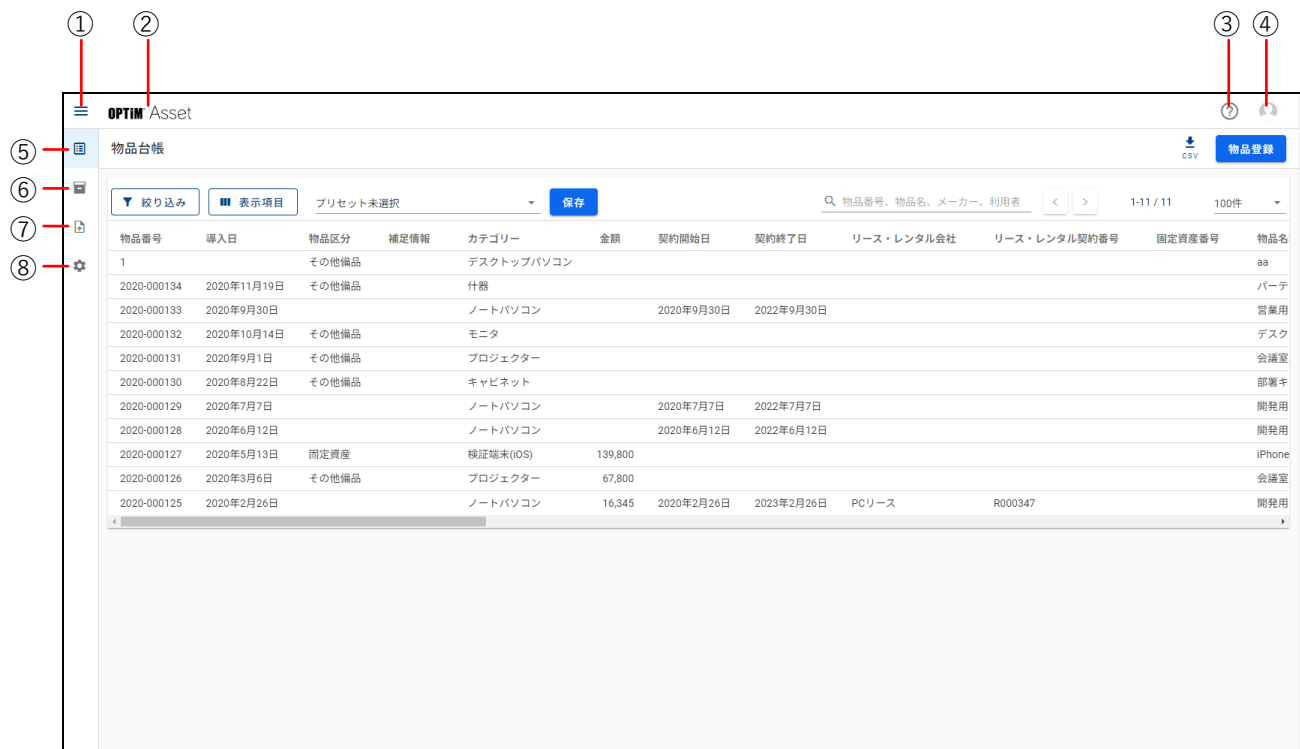 ① ② ③ ④
OPTiM Asset
⑤ 物品台帳 CSV 物品登録
⑥ 絞り込み 表示項目 プリセット未選択 保存 物品番号、物品名、メーカー、利用者 < > 1-11 / 11 100件
⑦ 物品番号 導入日 物品区分 補足情報 カテゴリー 金額 契約開始日 契約終了日 リース・レンタル会社 リース・レンタル契約番号 固定資産番号 物品名
⑧ 1 その他備品 デスクトップパソコン aa
2020-000134 2020年11月19日 その他備品 什器 パーテ
2020-000133 2020年9月30日 ノートパソコン 2020年9月30日 2022年9月30日 営業用
2020-000132 2020年10月14日 その他備品 モニタ デスク
2020-000131 2020年9月1日 その他備品 プロジェクター 会議室
2020-000130 2020年8月22日 その他備品 キャビネット 部署キ
2020-000129 2020年7月7日 ノートパソコン 2020年7月7日 2022年7月7日 開発用
2020-000128 2020年6月12日 ノートパソコン 2020年6月12日 2022年6月12日 開発用
2020-000127 2020年5月13日 固定資産 検証端末(iOS) 139,800 iPhone
2020-000126 2020年3月6日 その他備品 プロジェクター 67,800 会議室
2020-000125 2020年2月26日 ノートパソコン 16,345 2020年2月26日 2023年2月26日 PCリース R000347 開発用